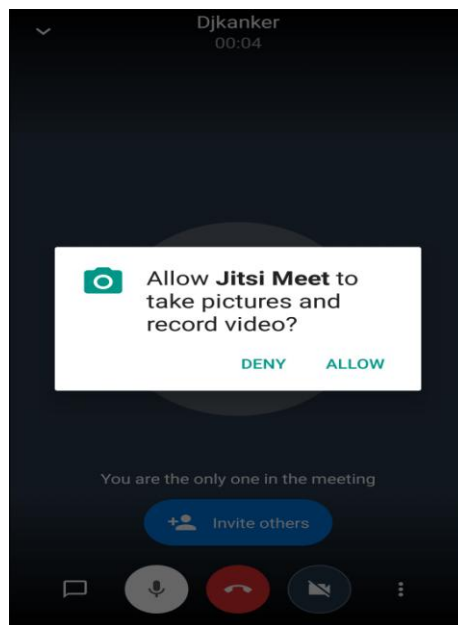 Djkanker
00:04
Allow Jitsi Meet to
take pictures and
record video?
DENY ALLOW
You are the only one in the meeting
Invite others